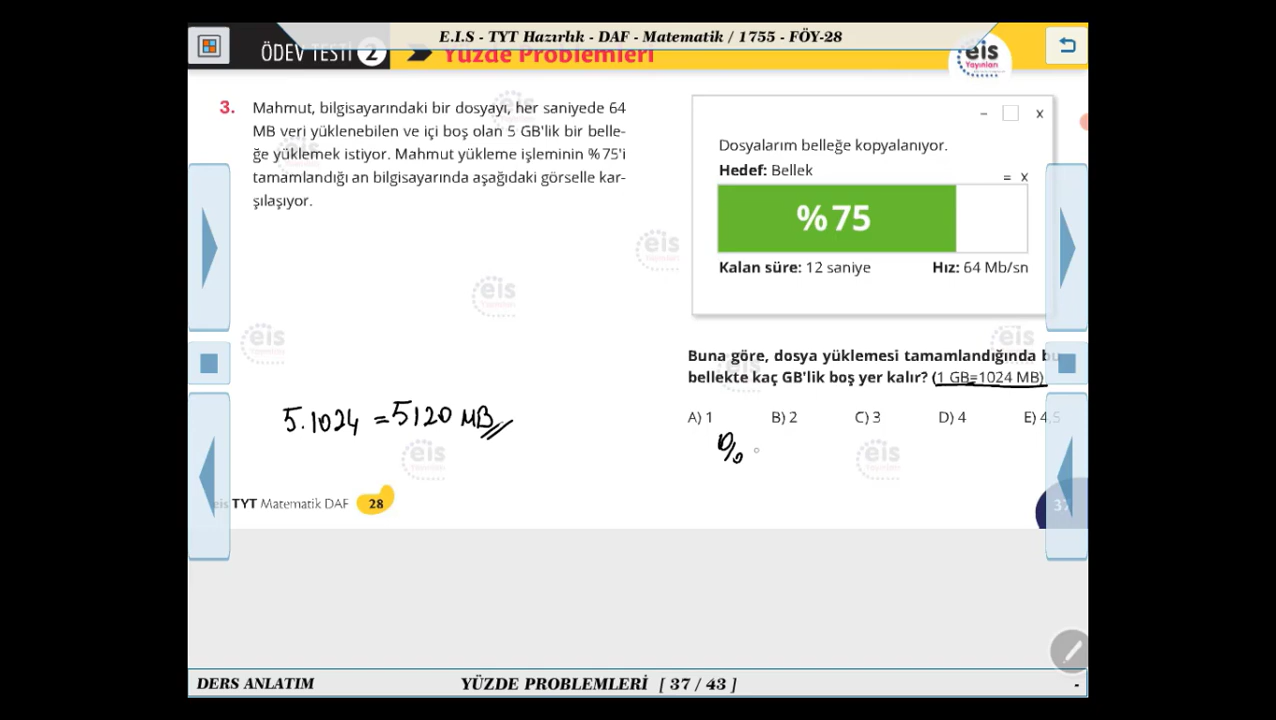 E.I.S - TYT Hazırlık - DAF - Matematik / 1755 - FÖY-28
ÖDEV TESTİ 2 Yüzde Problemleri
eis
Yayınları
3. Mahmut, bilgisayarındaki bir dosyayı, her saniyede 64
MB veri yüklenebilen ve içi boş olan 5 GB'lik bir belle-
ğe yüklemek istiyor. Mahmut yükleme işleminin %75'i
tamamlandığı an bilgisayarında aşağıdaki görselle kar-
şılaşıyor.
5.1024 = 5120 MB
eis TYT Matematik DAF 28
– x
Dosyalarım belleğe kopyalanıyor.
Hedef: Bellek
= x
%75
Kalan süre: 12 saniye Hız: 64 Mb/sn
Buna göre, dosya yüklemesi tamamlandığında bu
bellekte kaç GB'lik boş yer kalır? (1 GB=1024 MB)
A) 1 B) 2 C) 3 D) 4 E) 4,5
%
37
DERS ANLATIM YÜZDE PROBLEMLERİ [ 37 / 43 ] -